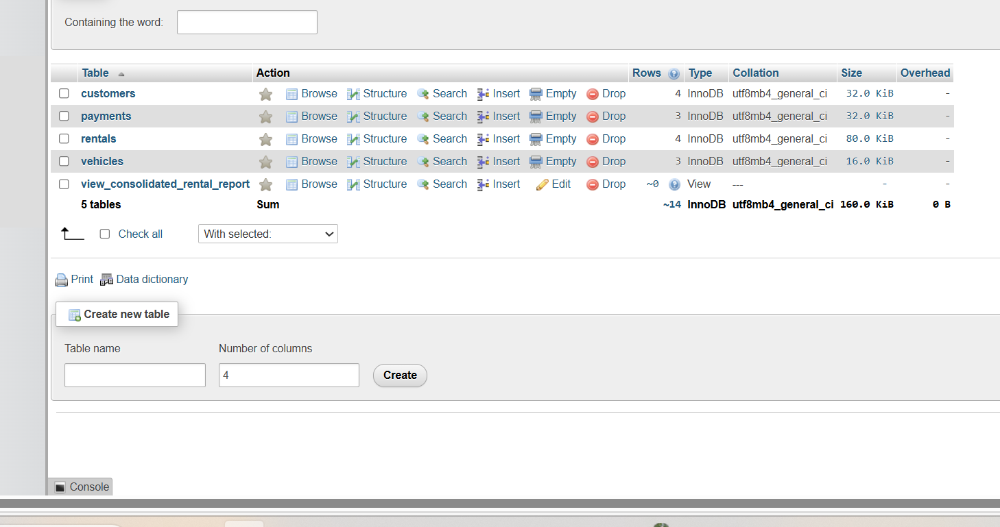 Containing the word:
Table Action Rows Type Collation Size Overhead
customers Browse Structure Search Insert Empty Drop 4 InnoDB utf8mb4_general_ci 32.0 KiB -
payments Browse Structure Search Insert Empty Drop 3 InnoDB utf8mb4_general_ci 32.0 KiB -
rentals Browse Structure Search Insert Empty Drop 4 InnoDB utf8mb4_general_ci 80.0 KiB -
vehicles Browse Structure Search Insert Empty Drop 3 InnoDB utf8mb4_general_ci 16.0 KiB -
view_consolidated_rental_report Browse Structure Search Insert Edit Drop ~0 View --- - -
5 tables Sum ~14 InnoDB utf8mb4_general_ci 160.0 KiB 0 B
Check all With selected:
Print Data dictionary
Create new table
Table name Number of columns
4 Create
Console